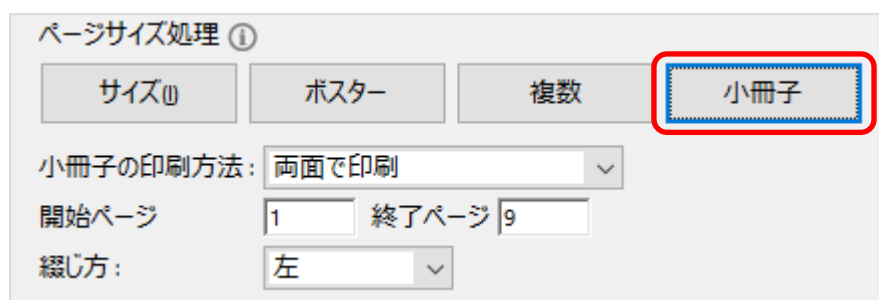 ページサイズ処理 i
サイズ(I) ポスター 複数 小冊子
小冊子の印刷方法: 両面で印刷
開始ページ 1 終了ページ 9
綴じ方: 左